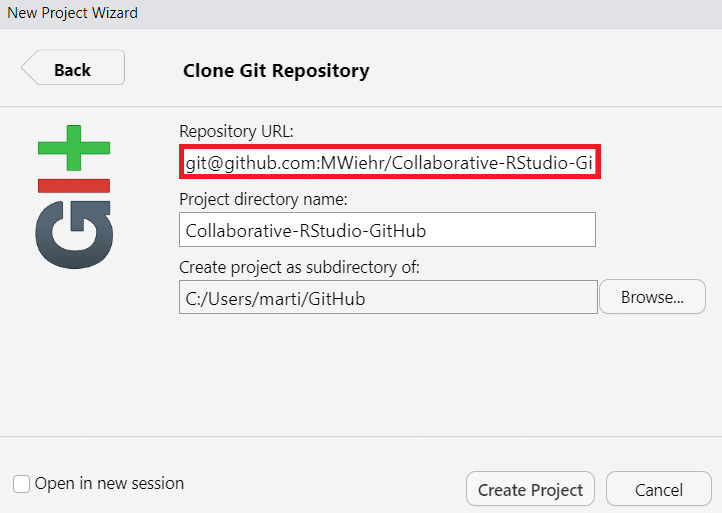 New Project Wizard
Back
Clone Git Repository
GIt
Repository URL:
git@github.com:MWiehr/Collaborative-RStudio-Gi
Project directory name:
Collaborative-RStudio-GitHub
Create project as subdirectory of:
C:/Users/marti/GitHub
Browse...
Open in new session
Create Project
Cancel